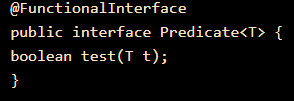 @FunctionalInterface
public interface Predicate<T> {
boolean test(T t);
}